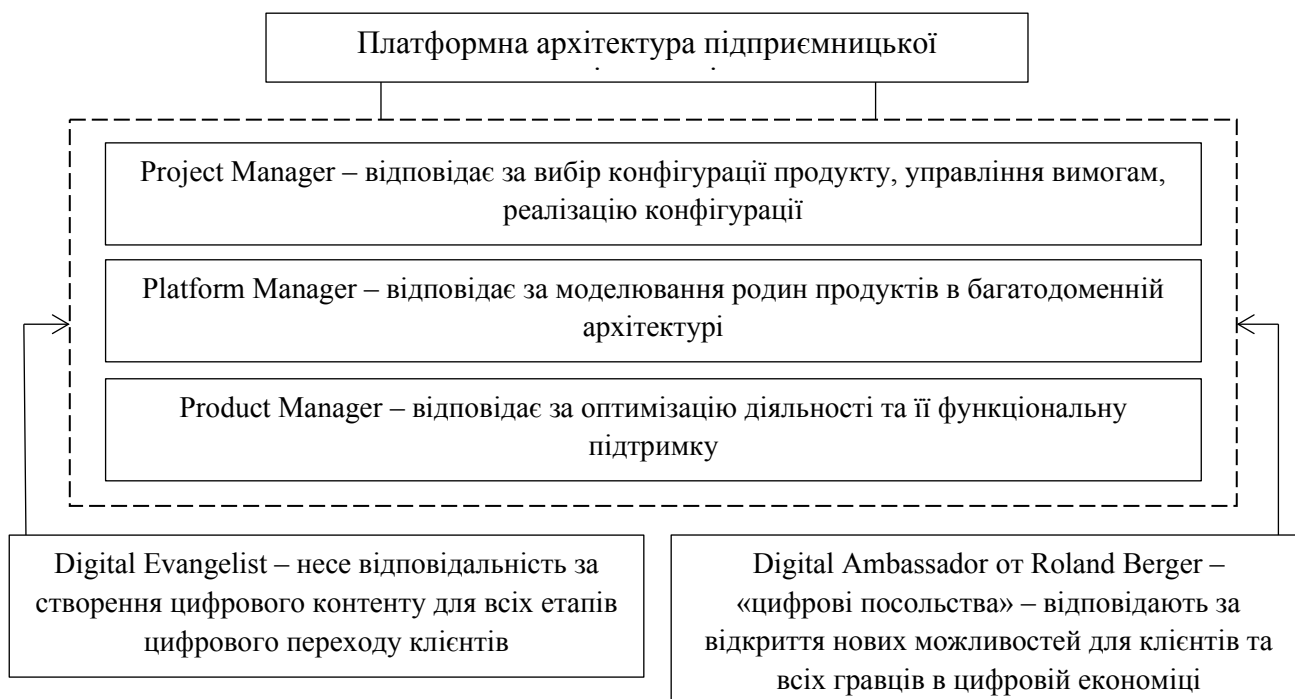 Платформна архітектура підприємницької
Project Manager – відповідає за вибір конфігурації продукту, управління вимогам,
реалізацію конфігурації
Platform Manager – відповідає за моделювання родин продуктів в багатодоменній
архітектурі
Product Manager – відповідає за оптимізацію діяльності та її функціональну
підтримку
Digital Evangelist – несе відповідальність за
створення цифрового контенту для всіх етапів
цифрового переходу клієнтів
Digital Ambassador от Roland Berger –
«цифрові посольства» – відповідають за
відкриття нових можливостей для клієнтів та
всіх гравців в цифровій економіці